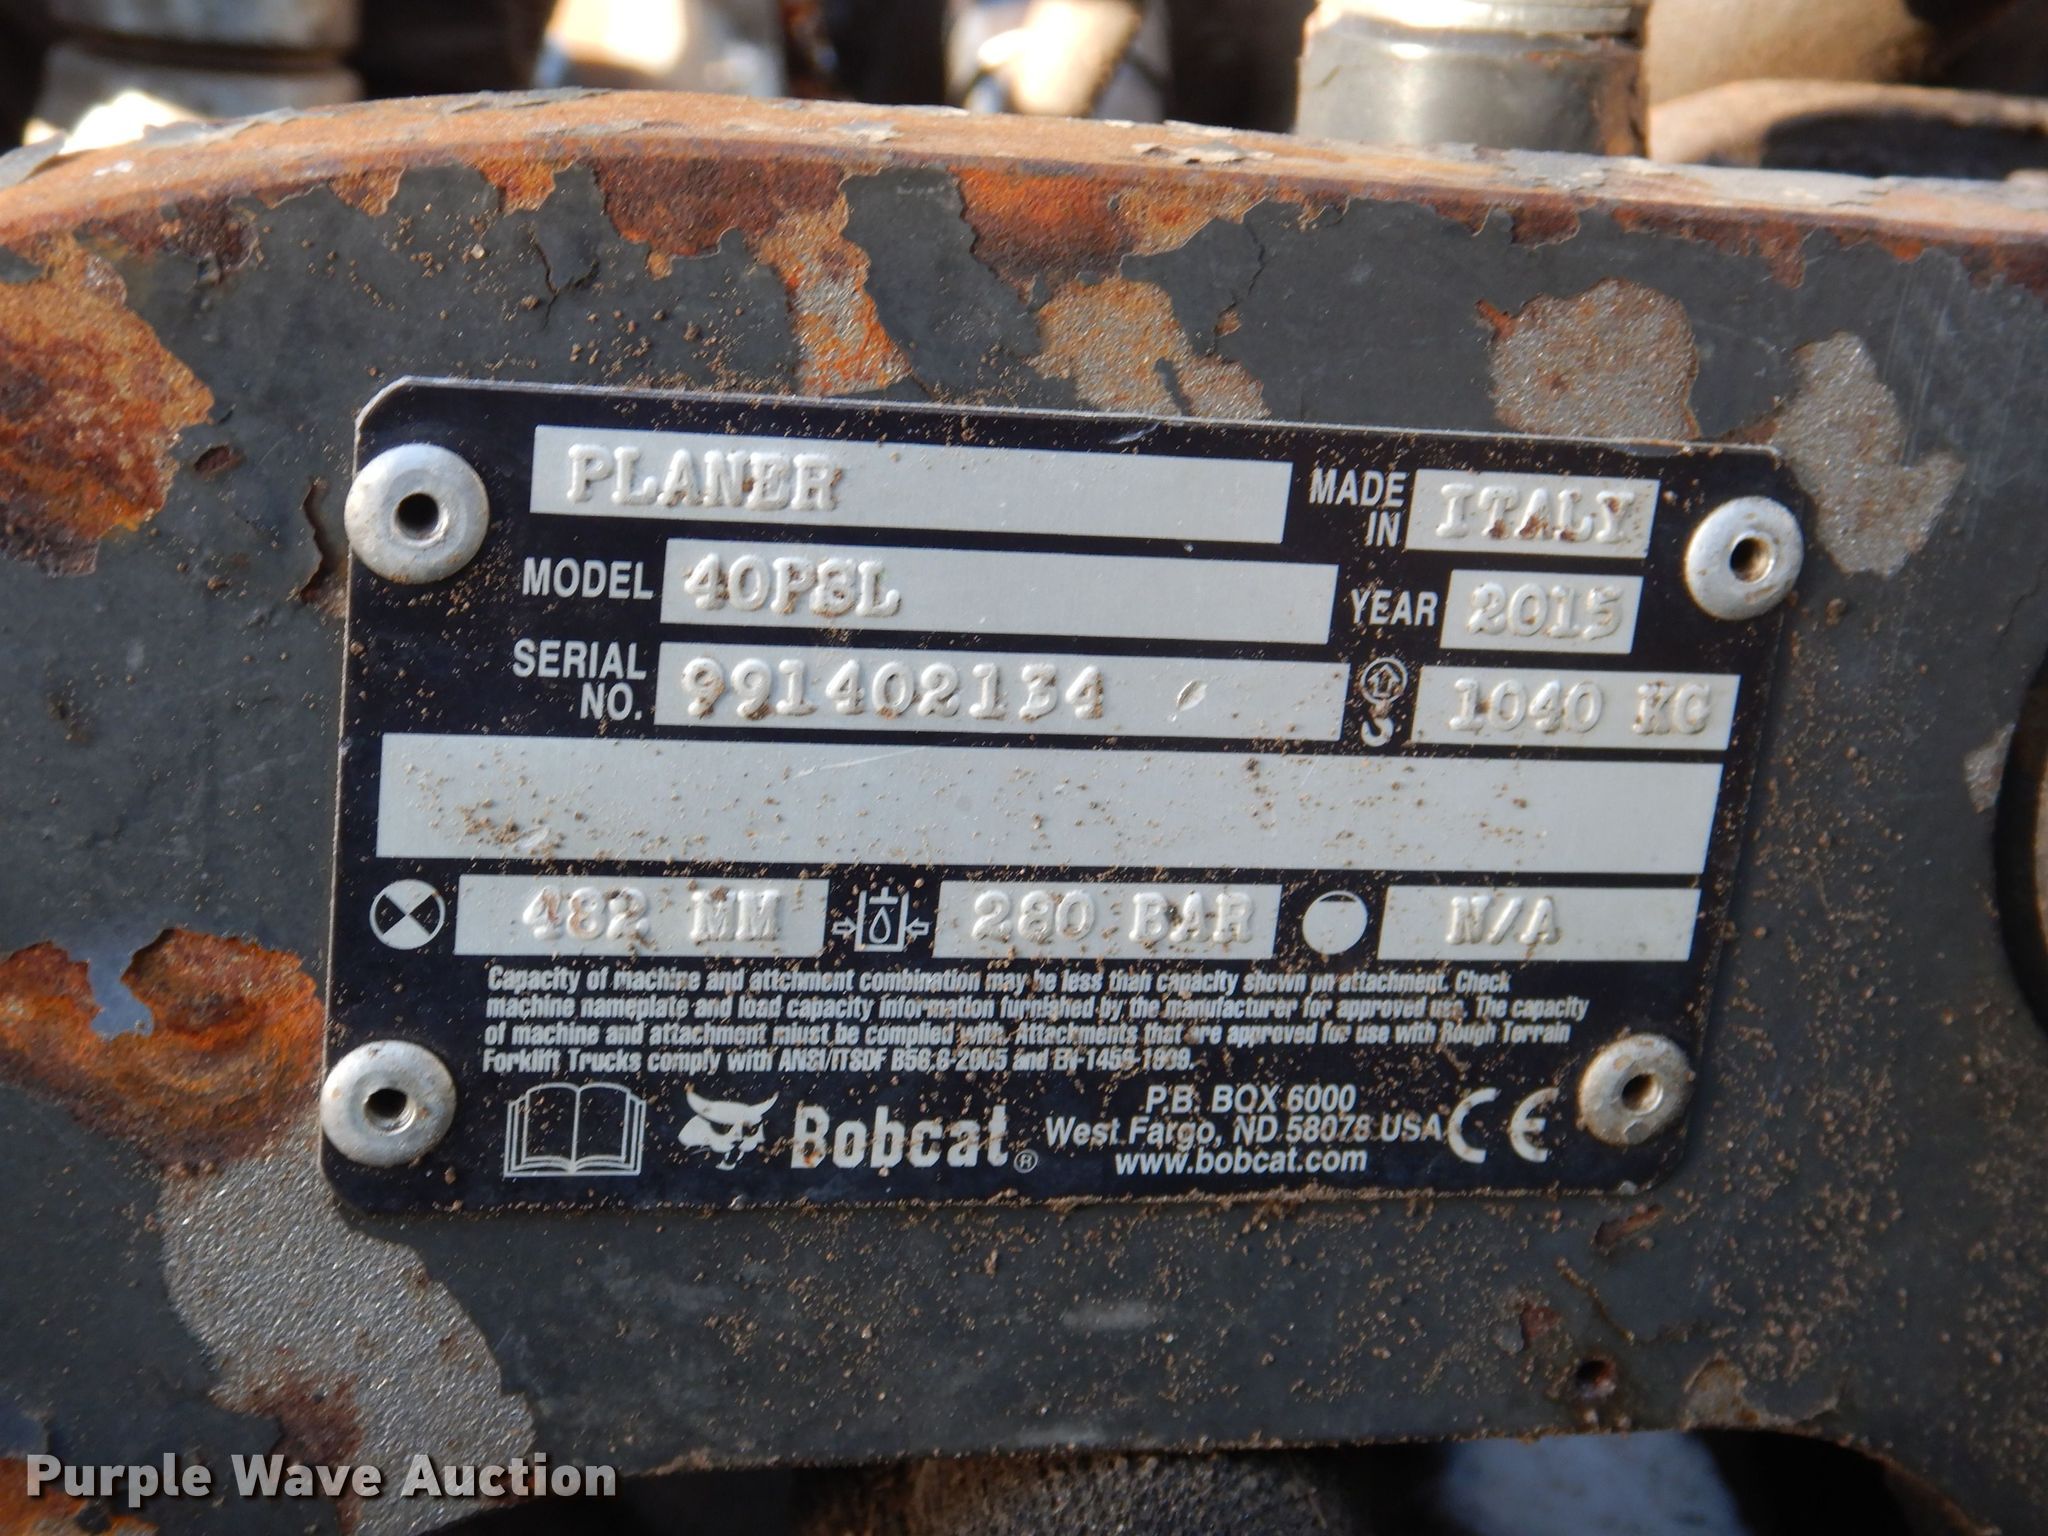 PLANER MADE IN ITALY
MODEL 40PSL YEAR 2015
SERIAL NO. 991402134 1040 KG
482 MM 280 BAR N/A
Capacity of machine and attchment combination may be less than capacity shown on attachment. Check
machine nameplate and load capacity information furnished by the manufacturer for approved use. The capacity
of machine and attachment must be complied with. Attachments that are approved for use with Rough Terrain
Forklift Trucks comply with ANSI/ITSDF B56.6-2005 and EN-1459-1999.
Bobcat®
P.B. BOX 6000
West Fargo, ND 58078 USA
www.bobcat.com
CE
Purple Wave Auction